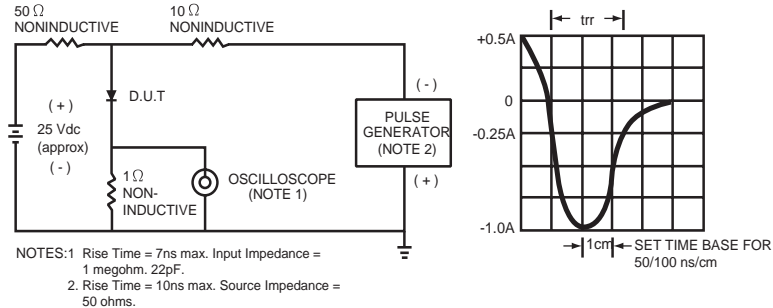 50 Ω
NONINDUCTIVE
10 Ω
NONINDUCTIVE
( + )
25 Vdc
(approx)
( - )
D.U.T
1 Ω
NON-
INDUCTIVE
OSCILLOSCOPE
(NOTE 1)
( - )
PULSE
GENERATOR
(NOTE 2)
( + )
NOTES:1 Rise Time = 7ns max. Input Impedance =
1 megohm. 22pF.
2. Rise Time = 10ns max. Source Impedance =
50 ohms.
trr
+0.5A
0
-0.25A
-1.0A
1cm
SET TIME BASE FOR
50/100 ns/cm